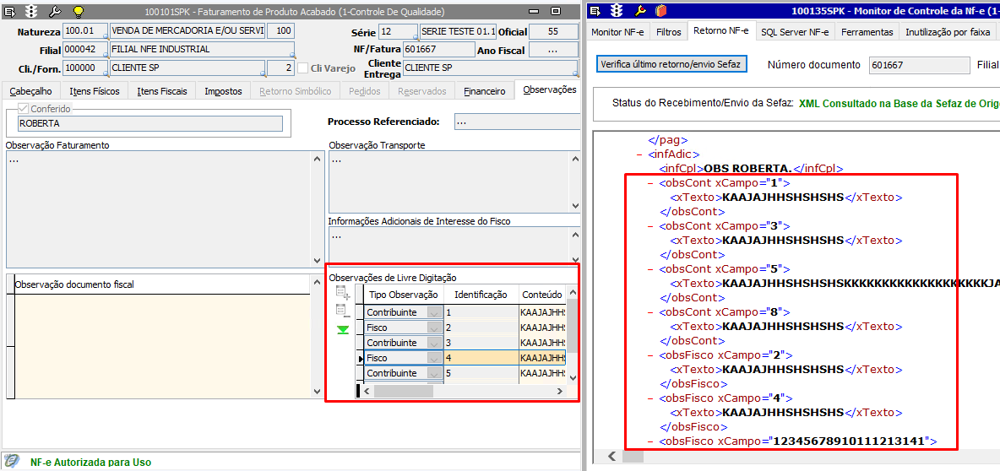 100101SPK - Faturamento de Produto Acabado (1-Controle De Qualidade)
Natureza 100.01 VENDA DE MERCADORIA E/OU SERVI 100
Série 12 SERIE TESTE 01.1 Oficial 55
Filial 000042 FILIAL NFE INDUSTRIAL
NF/Fatura 601667 Ano Fiscal ...
Cli./Forn. 100000 CLIENTE SP 2 Cli Varejo
Cliente Entrega CLIENTE SP
Cabeçalho Itens Físicos Itens Fiscais Impostos Retorno Simbólico Pedidos Reservados Financeiro Observações
Conferido
ROBERTA
Processo Referenciado: ...
Observação Faturamento
...
Observação Transporte
...
Informações Adicionais de Interesse do Fisco
...
Observação documento fiscal
Observações de Livre Digitação
Tipo Observação Identificação Conteúdo
Contribuinte 1 KAAJAJHHS
Fisco 2 KAAJAJHHS
Contribuinte 3 KAAJAJHHS
Fisco 4 KAAJAJHHS
Contribuinte 5 KAAJAJHHS
NF-e Autorizada para Uso
100135SPK - Monitor de Controle da Nf-e (1-
Monitor NF-e Filtros Retorno NF-e SQL Server NF-e Ferramentas Inutilização por faixa
Verifica último retorno/envio Sefaz
Número documento 601667 Filial
Status do Recebimento/Envio da Sefaz: XML Consultado na Base da Sefaz de Orig
</pag>
- <infAdic>
<infCpl>OBS ROBERTA.</infCpl>
- <obsCont xCampo="1">
<xTexto>KAAJAJHHSHSHSHS</xTexto>
</obsCont>
- <obsCont xCampo="3">
<xTexto>KAAJAJHHSHSHSHS</xTexto>
</obsCont>
- <obsCont xCampo="5">
<xTexto>KAAJAJHHSHSHSHSKKKKKKKKKKKKKKKKKKKJA
</obsCont>
- <obsCont xCampo="8">
<xTexto>KAAJAJHHSHSHSHS</xTexto>
</obsCont>
- <obsFisco xCampo="2">
<xTexto>KAAJAJHHSHSHSHS</xTexto>
</obsFisco>
- <obsFisco xCampo="4">
<xTexto>KAAJAJHHSHSHSHS</xTexto>
</obsFisco>
- <obsFisco xCampo="12345678910111213141">